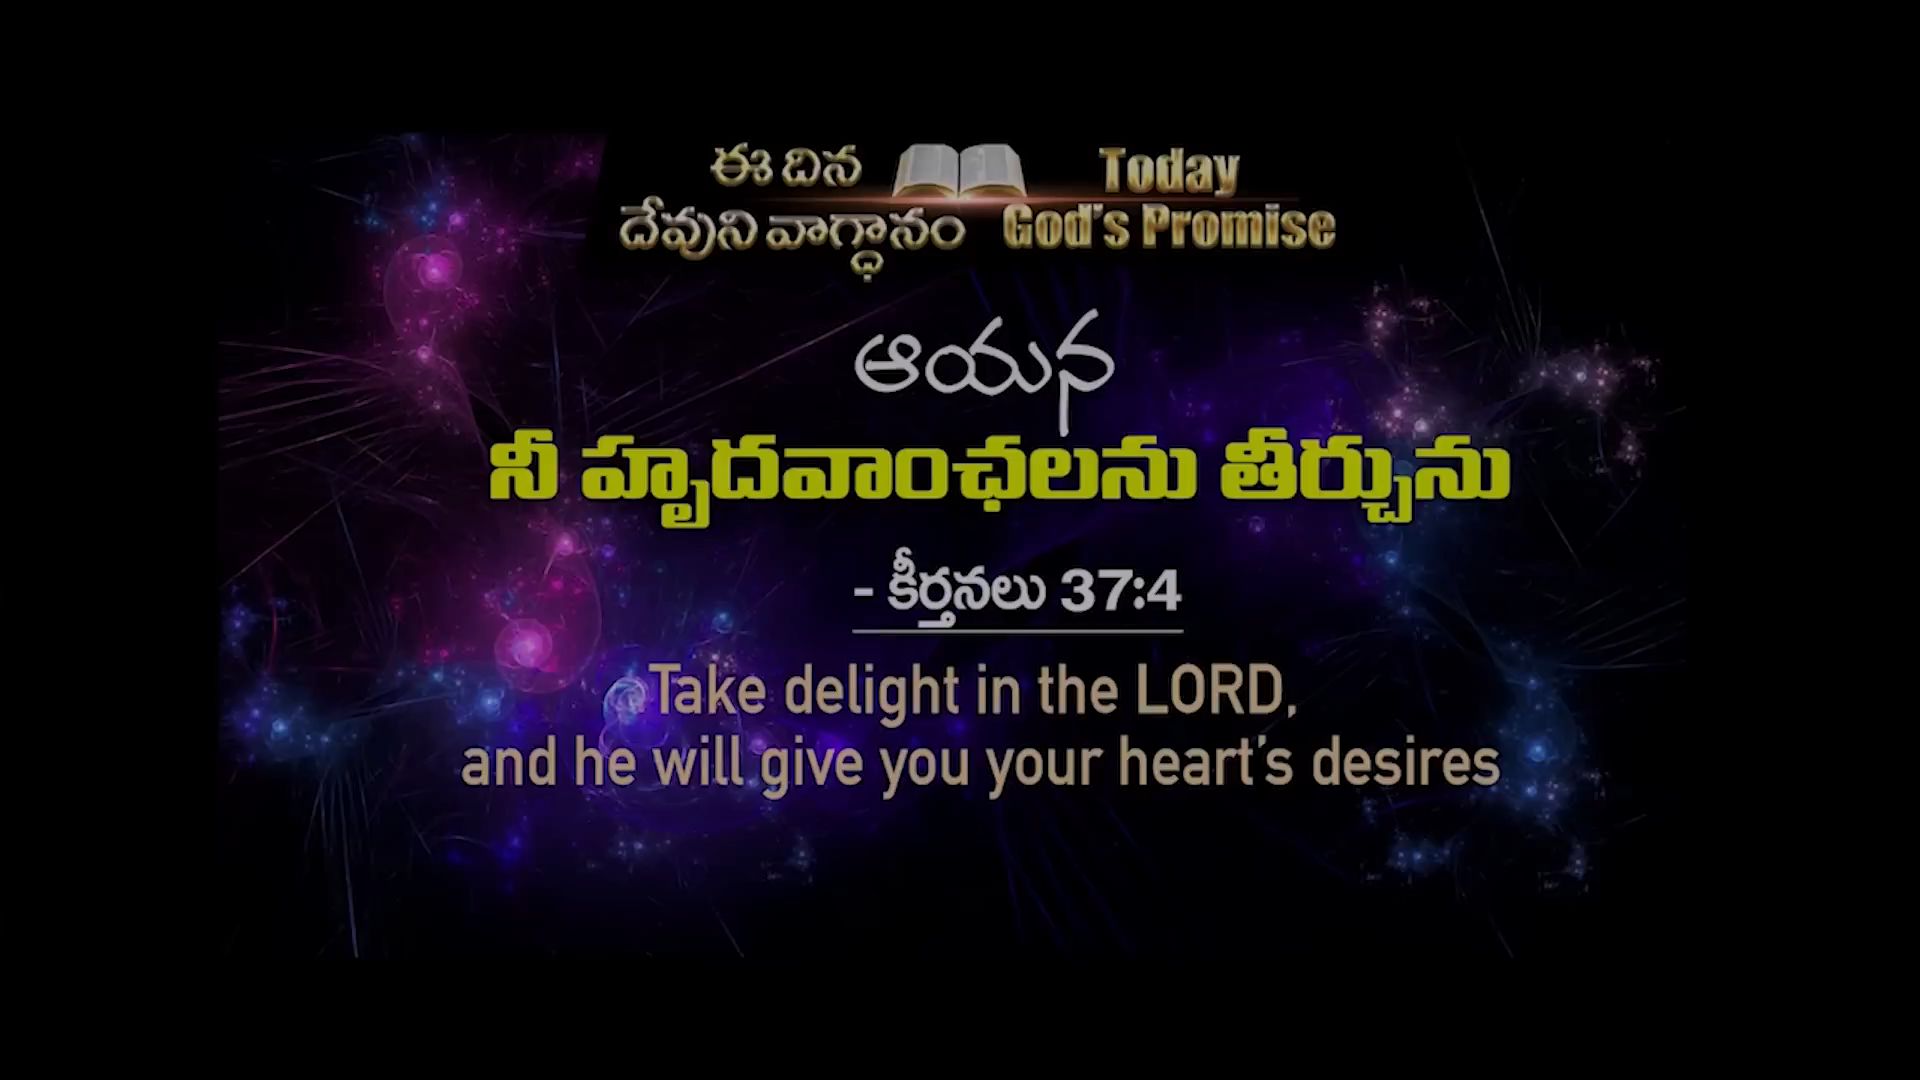 ఈ దిన
దేవుని వాగ్ధానం
Today
God's Promise
ఆయన
నీ హృదవాంఛలను తీర్చును
- కీర్తనలు 37:4
Take delight in the LORD,
and he will give you your heart's desires